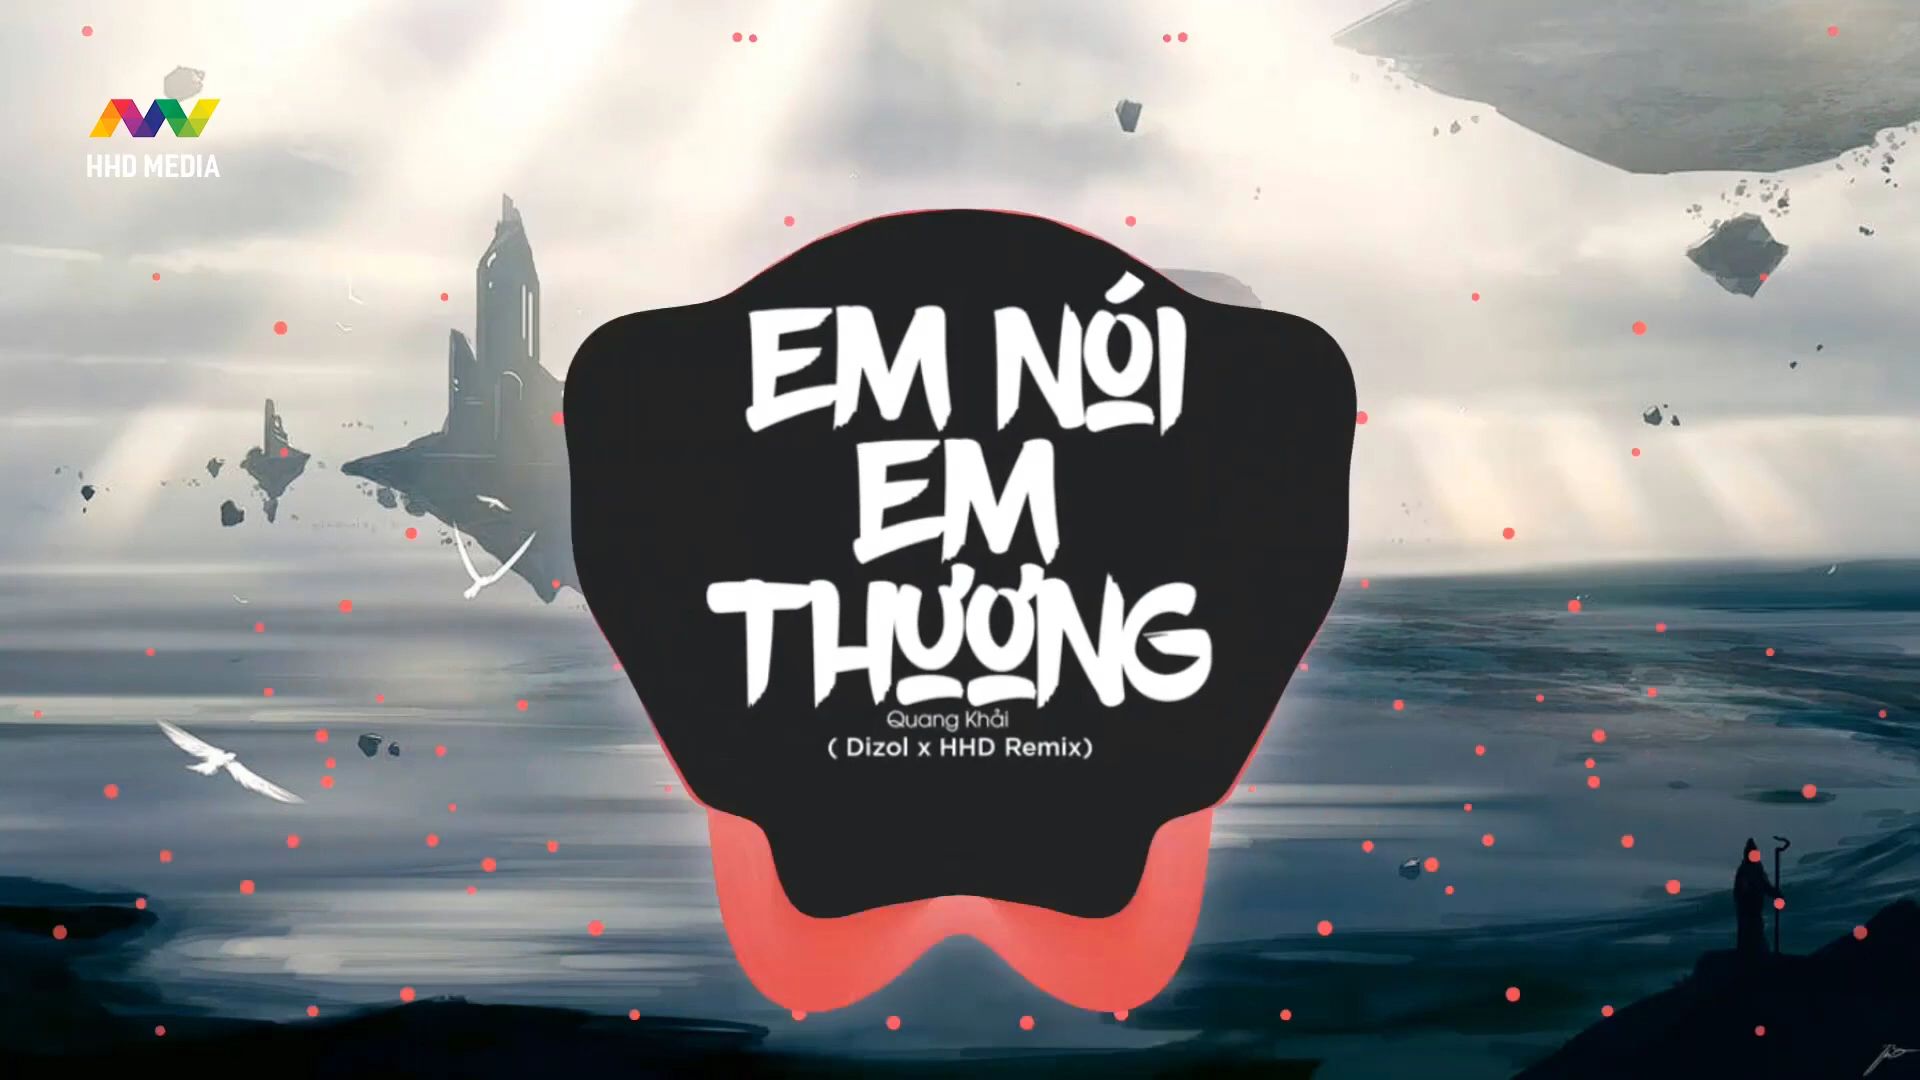 HHD MEDIA
EM NÓI
EM
THƯƠNG
Quang Khải
( Dizol x HHD Remix)